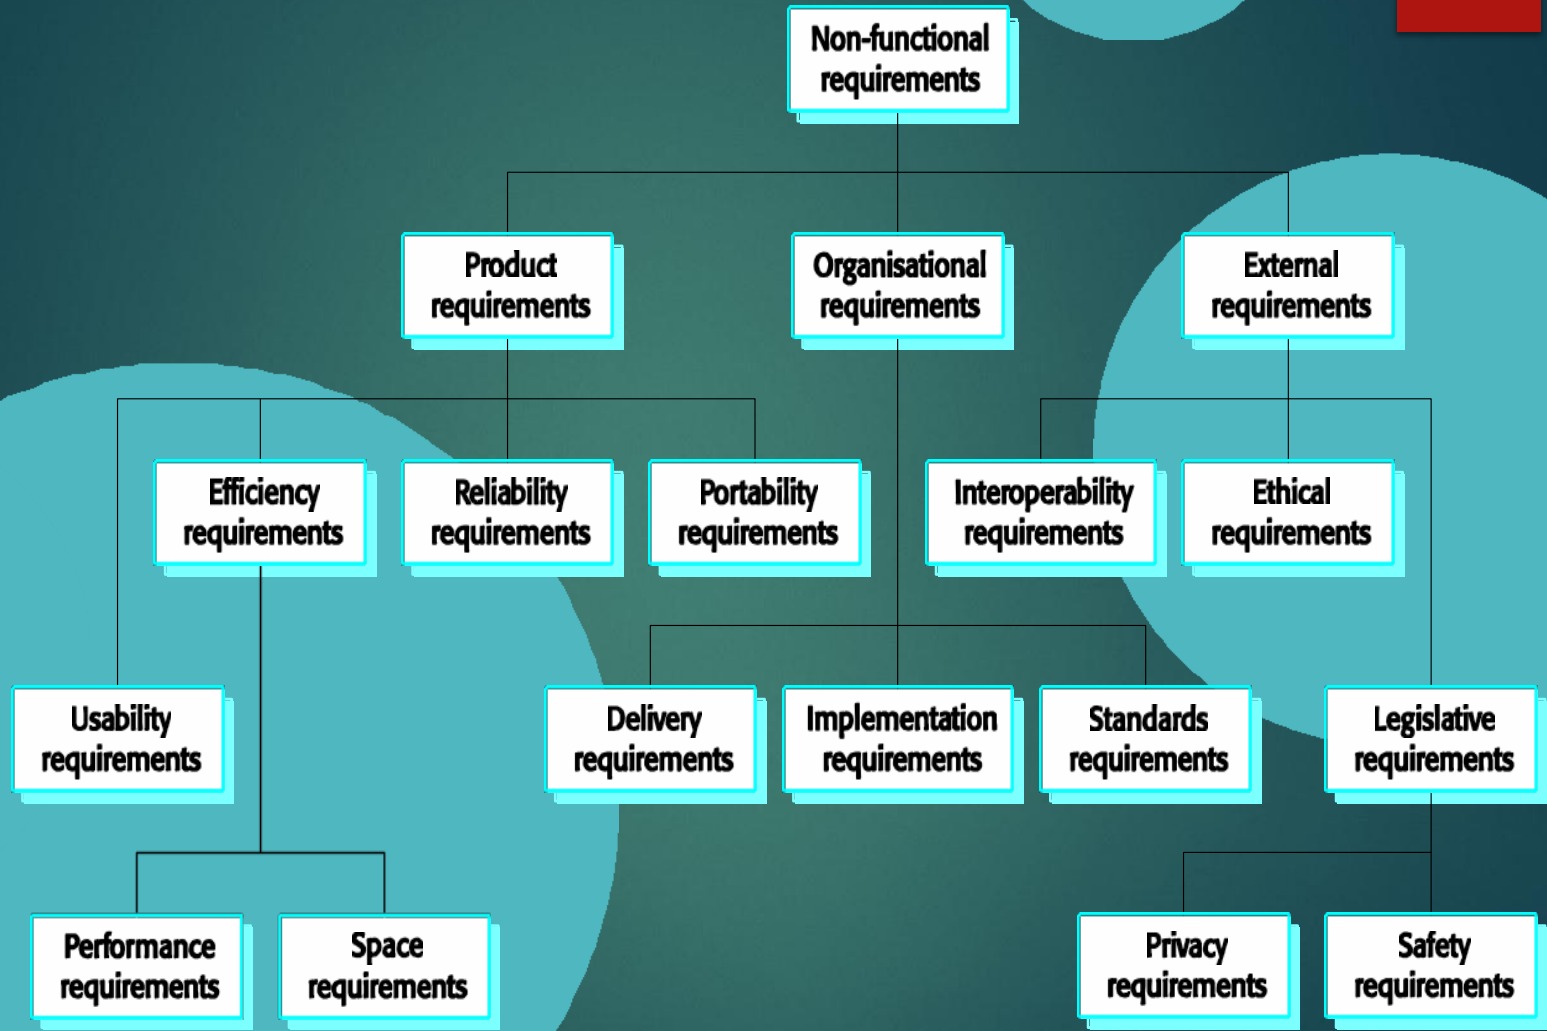 Non-functional
requirements
Product
requirements
Organisational
requirements
External
requirements
Efficiency
requirements
Reliability
requirements
Portability
requirements
Interoperability
requirements
Ethical
requirements
Usability
requirements
Delivery
requirements
Implementation
requirements
Standards
requirements
Legislative
requirements
Performance
requirements
Space
requirements
Privacy
requirements
Safety
requirements